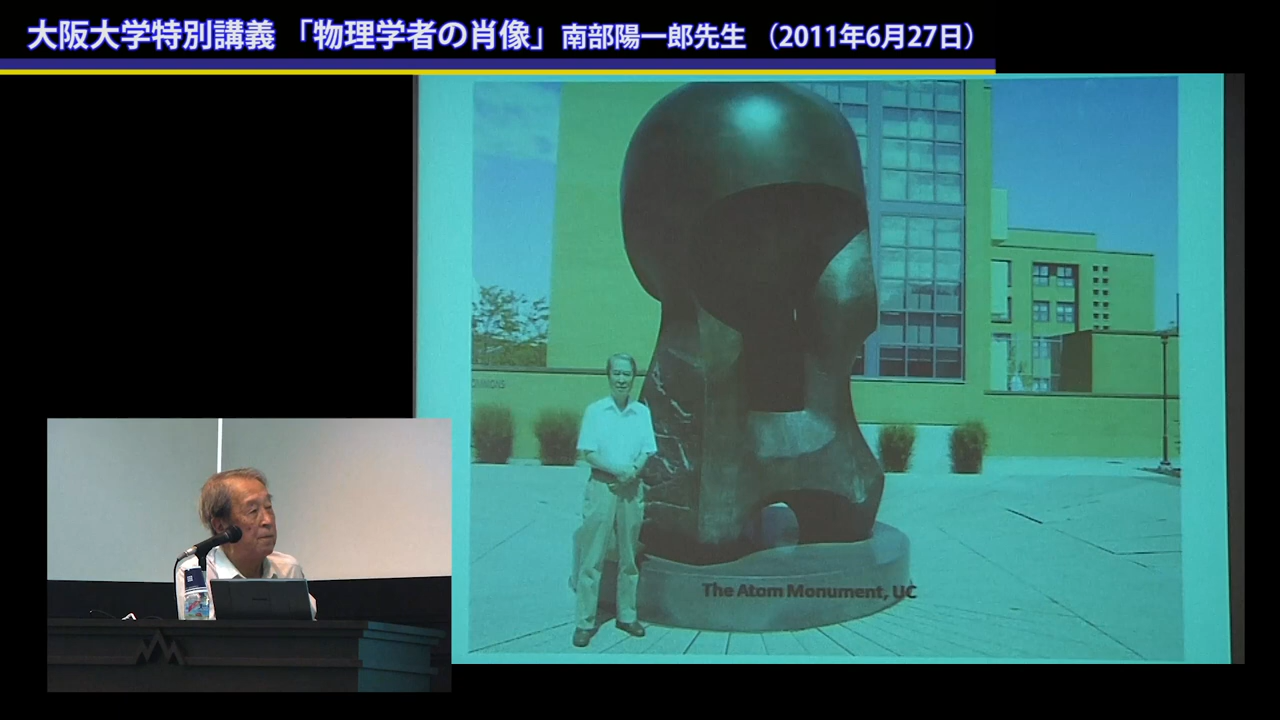 大阪大学特別講義 「物理学者の肖像」 南部陽一郎先生 （2011年6月27日）
The Atom Monument, UC